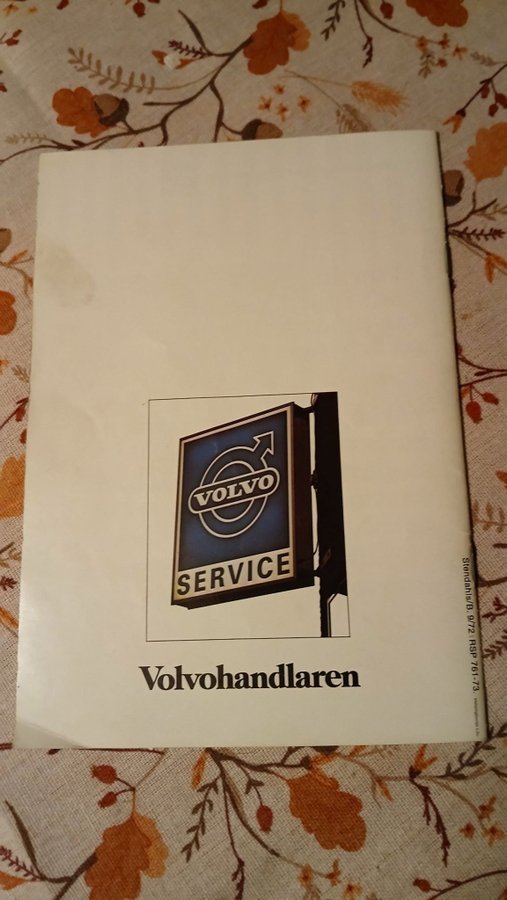 VOLVO
SERVICE
Volvohandlaren
Stendahls/B. 9/72. RSP 761-73.